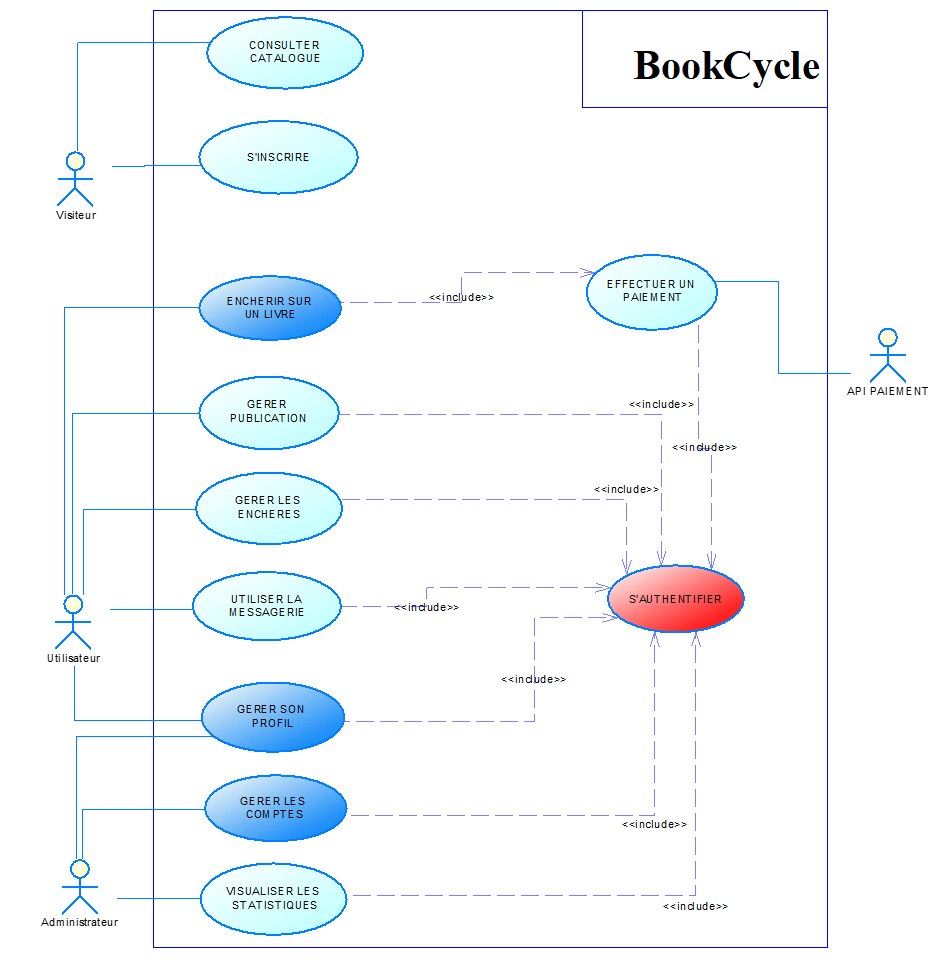 CONSULTER
CATALOGUE
BookCycle
S'INSCRIRE
Visiteur
EFFECTUER UN
PAIEMENT
ENCHERIR SUR
UN LIVRE
<<include>>
API PAIEMENT
GERER
PUBLICATION
<<include>>
<<include>>
<<include>>
GERER LES
ENCHERES
UTILISER LA
MESSAGERIE
<<include>>
S'AUTHENTIFIER
Utilisateur
<<include>>
GERER SON
PROFIL
GERER LES
COMPTES
<<include>>
VISUALISER LES
STATISTIQUES
<<include>>
Administrateur